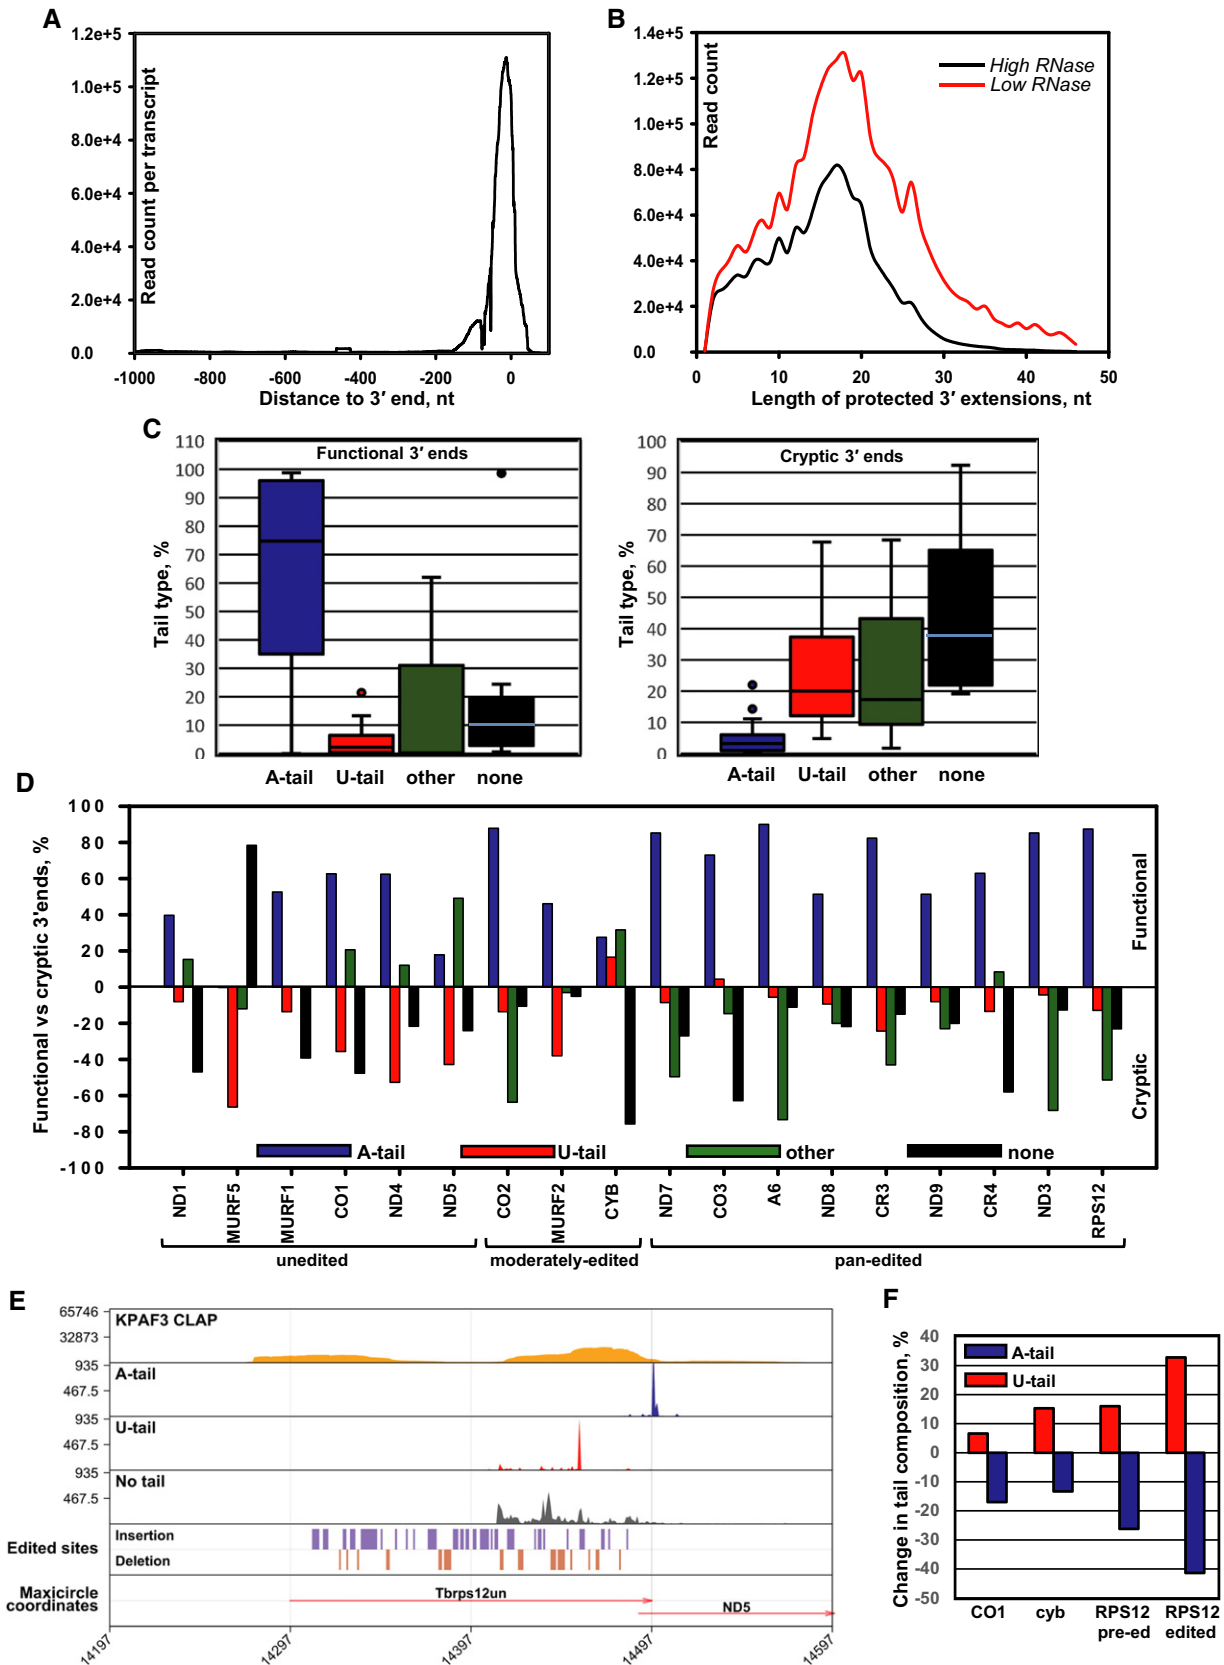 A
1.2e+5
1.0e+5
8.0e+4
6.0e+4
4.0e+4
2.0e+4
0.0
Read count per transcript
-1000
-800
-600
-400
-200
0
Distance to 3′ end, nt
B
1.4e+5
1.2e+5
1.0e+5
8.0e+4
6.0e+4
4.0e+4
2.0e+4
0.0
Read count
High RNase
Low RNase
0
10
20
30
40
50
Length of protected 3′ extensions, nt
C
Functional 3′ ends
110
100
90
80
70
60
50
40
30
20
10
0
Tail type, %
A-tail
U-tail
other
none
Cryptic 3′ ends
100
90
80
70
60
50
40
30
20
10
0
Tail type, %
A-tail
U-tail
other
none
D
100
80
60
40
20
0
-20
-40
-60
-80
-100
Functional vs cryptic 3'ends, %
Functional
Cryptic
A-tail
U-tail
other
none
ND1
MURF5
MURF1
CO1
ND4
ND5
CO2
MURF2
CYB
ND7
CO3
A6
ND8
CR3
ND9
CR4
ND3
RPS12
unedited
moderately-edited
pan-edited
E
65746
32873
KPAF3 CLAP
935
467.5
A-tail
935
467.5
U-tail
935
467.5
No tail
Edited sites
Insertion
Deletion
Maxicircle
coordinates
Tbrps12un
ND5
14197
14297
14397
14497
14597
F
40
30
20
10
0
-10
-20
-30
-40
-50
Change in tail composition, %
A-tail
U-tail
CO1
cyb
RPS12
pre-ed
RPS12
edited